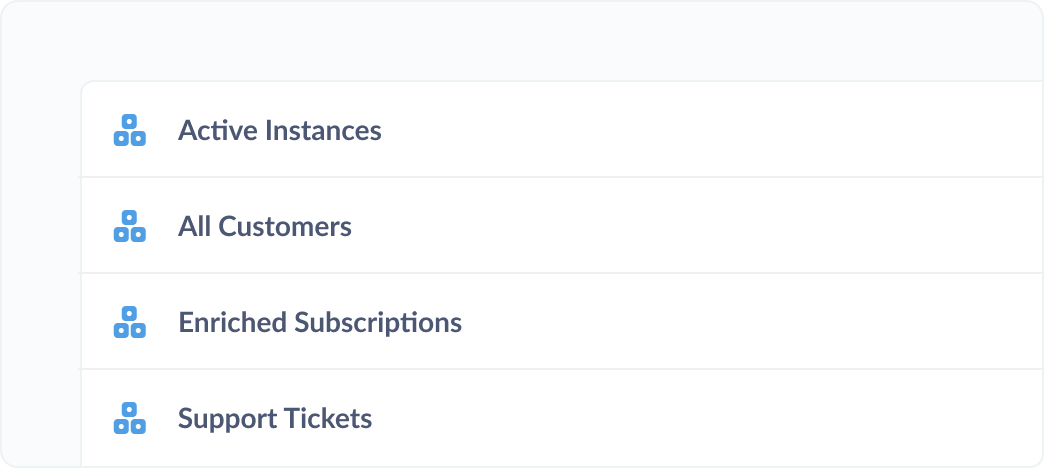 Active Instances
All Customers
Enriched Subscriptions
Support Tickets